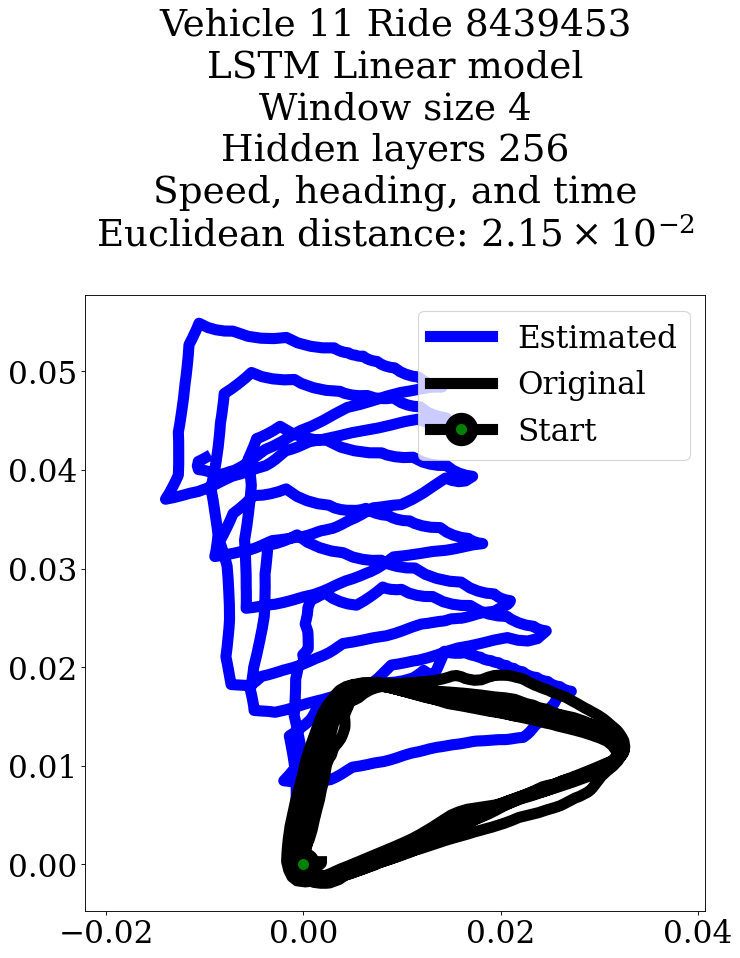 Vehicle 11 Ride 8439453
LSTM Linear model
Window size 4
Hidden layers 256
Speed, heading, and time
Euclidean distance: 2.15 × 10⁻²
Estimated
Original
Start
0.05
0.04
0.03
0.02
0.01
0.00
−0.02 0.00 0.02 0.04